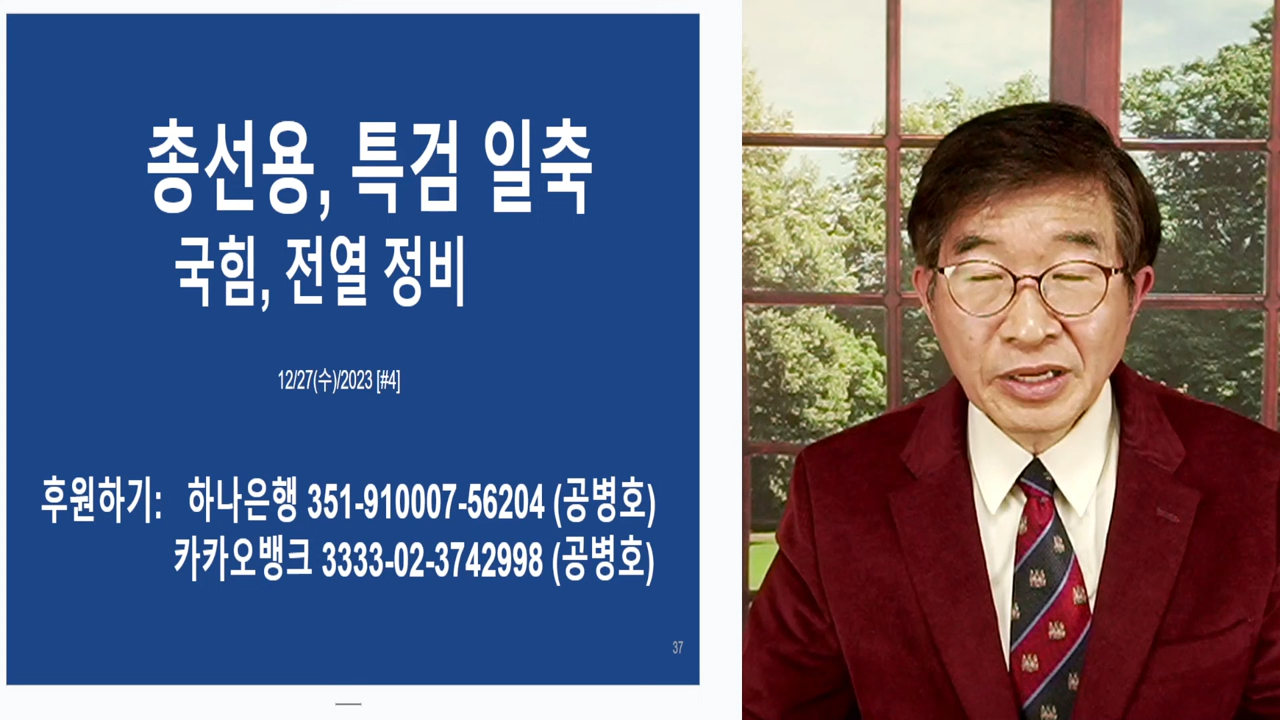 총선용, 특검 일축
국힘, 전열 정비
12/27(수)/2023 [#4]
후원하기: 하나은행 351-910007-56204 (공병호)
카카오뱅크 3333-02-3742998 (공병호)
37